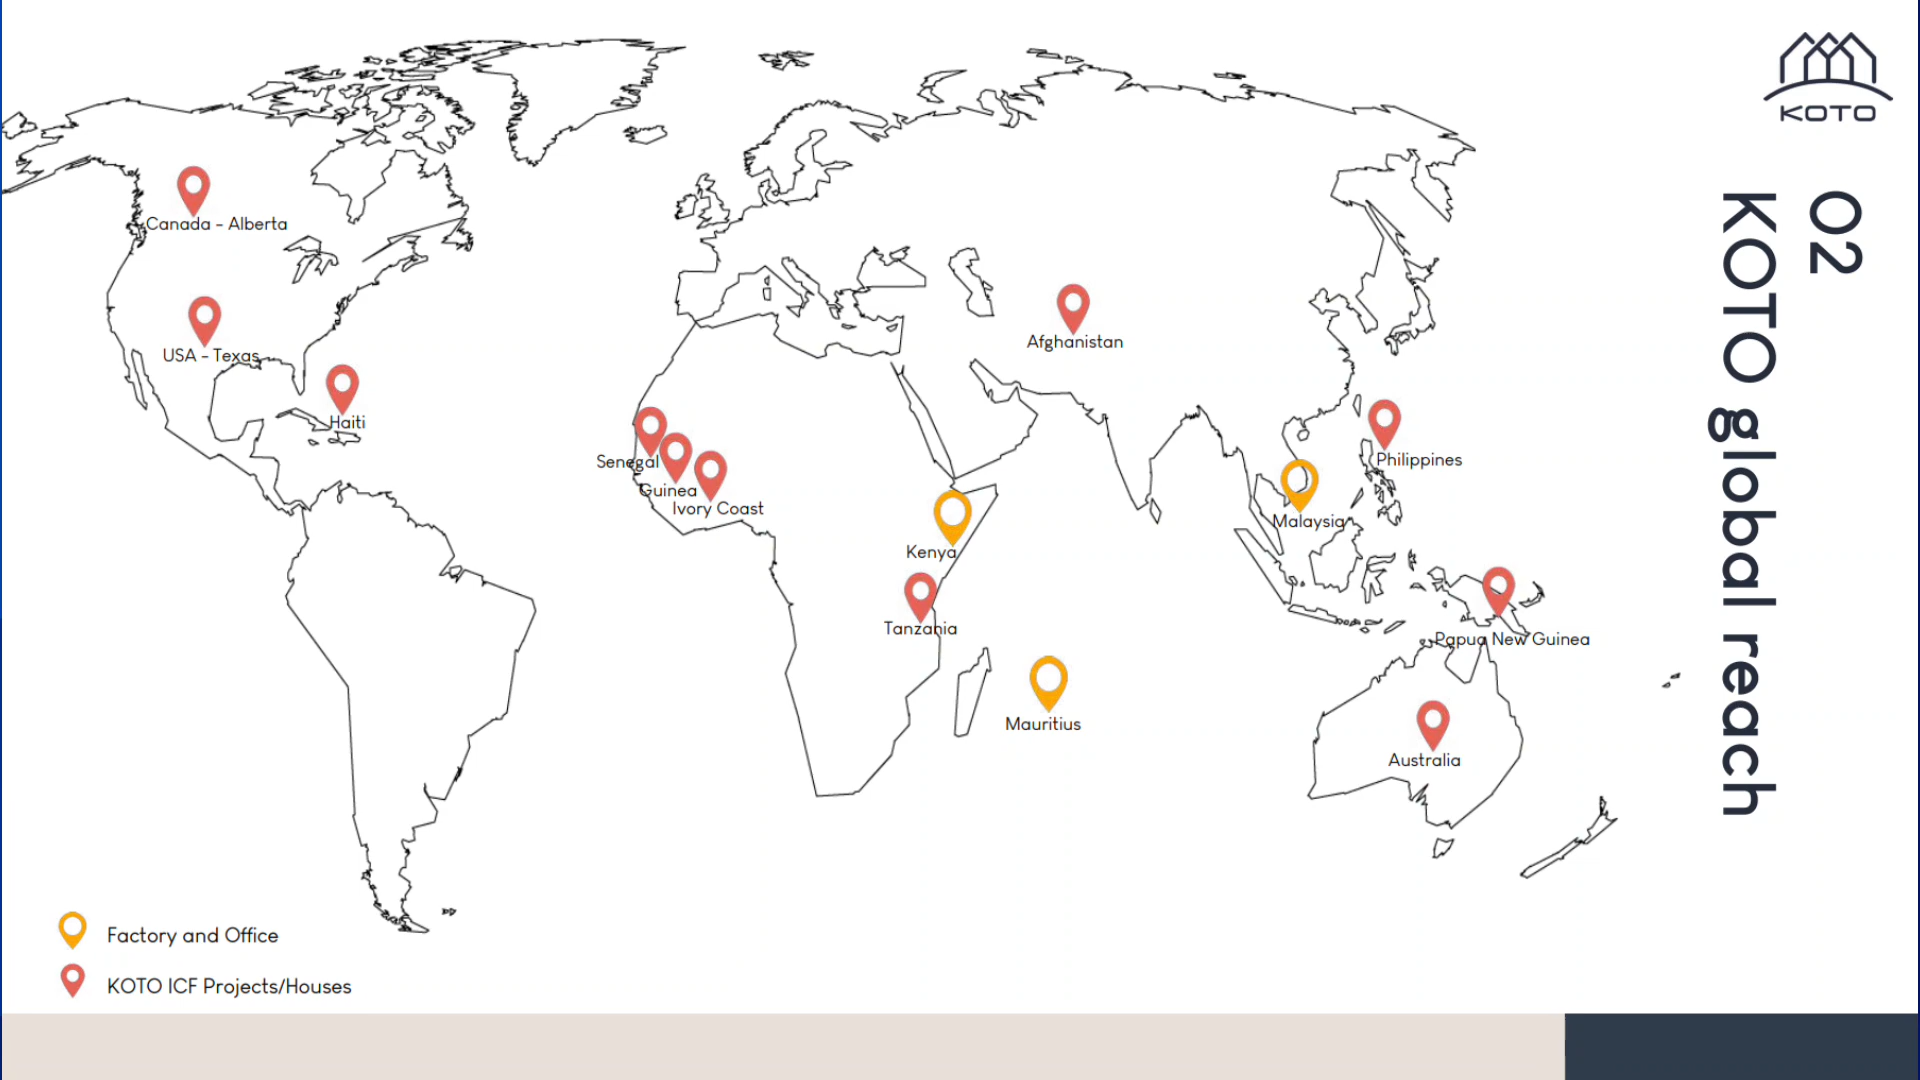 KOTO
02
KOTO global reach
Canada - Alberta
USA - Texas
Haiti
Afghanistan
Senegal
Guinea
Ivory Coast
Philippines
Malaysia
Kenya
Tanzania
Papua New Guinea
Mauritius
Australia
Factory and Office
KOTO ICF Projects/Houses